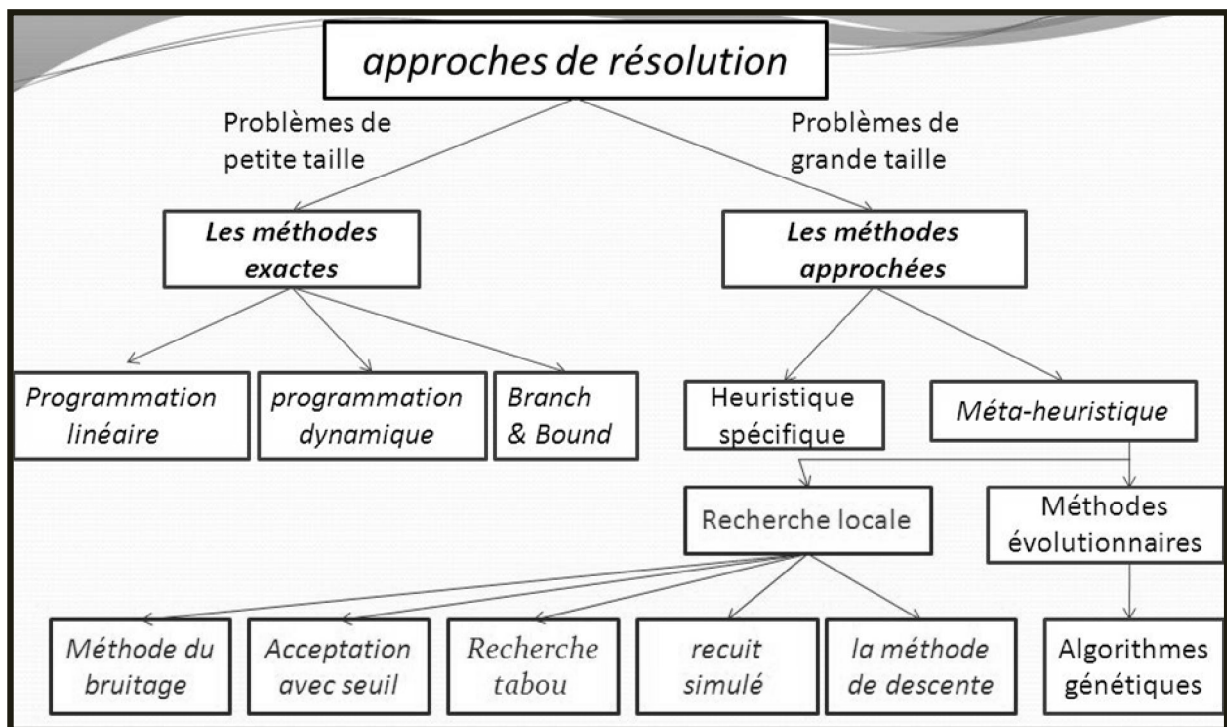 approches de résolution
Problèmes de
petite taille
Problèmes de
grande taille
Les méthodes
exactes
Les méthodes
approchées
Programmation
linéaire
programmation
dynamique
Branch
& Bound
Heuristique
spécifique
Méta-heuristique
Recherche locale
Méthodes
évolutionnaires
Méthode du
bruitage
Acceptation
avec seuil
Recherche
tabou
recuit
simulé
la méthode
de descente
Algorithmes
génétiques